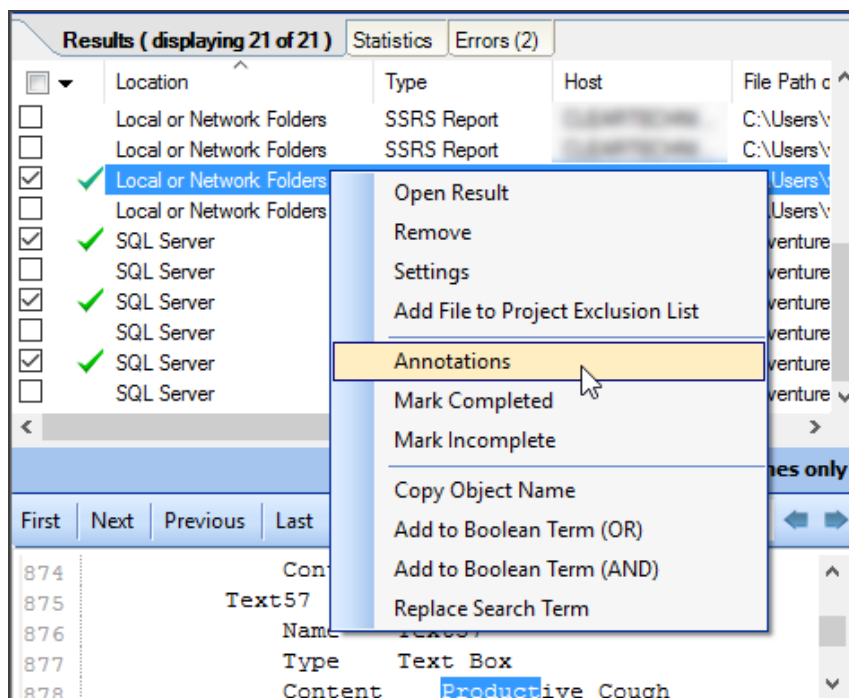 Results ( displaying 21 of 21 ) Statistics Errors (2)
Location Type Host File Path o
Local or Network Folders SSRS Report C:\Users\
Local or Network Folders SSRS Report C:\Users\
Local or Network Folders Users\
Local or Network Folders Users\
SQL Server venture
SQL Server venture
SQL Server venture
SQL Server venture
SQL Server venture
SQL Server venture
Open Result
Remove
Settings
Add File to Project Exclusion List
Annotations
Mark Completed
Mark Incomplete
Copy Object Name
Add to Boolean Term (OR)
Add to Boolean Term (AND)
Replace Search Term
nes only
First Next Previous Last
874 Con
875 Text57
876 Name Text57
877 Type Text Box
878 Content Productive Cough